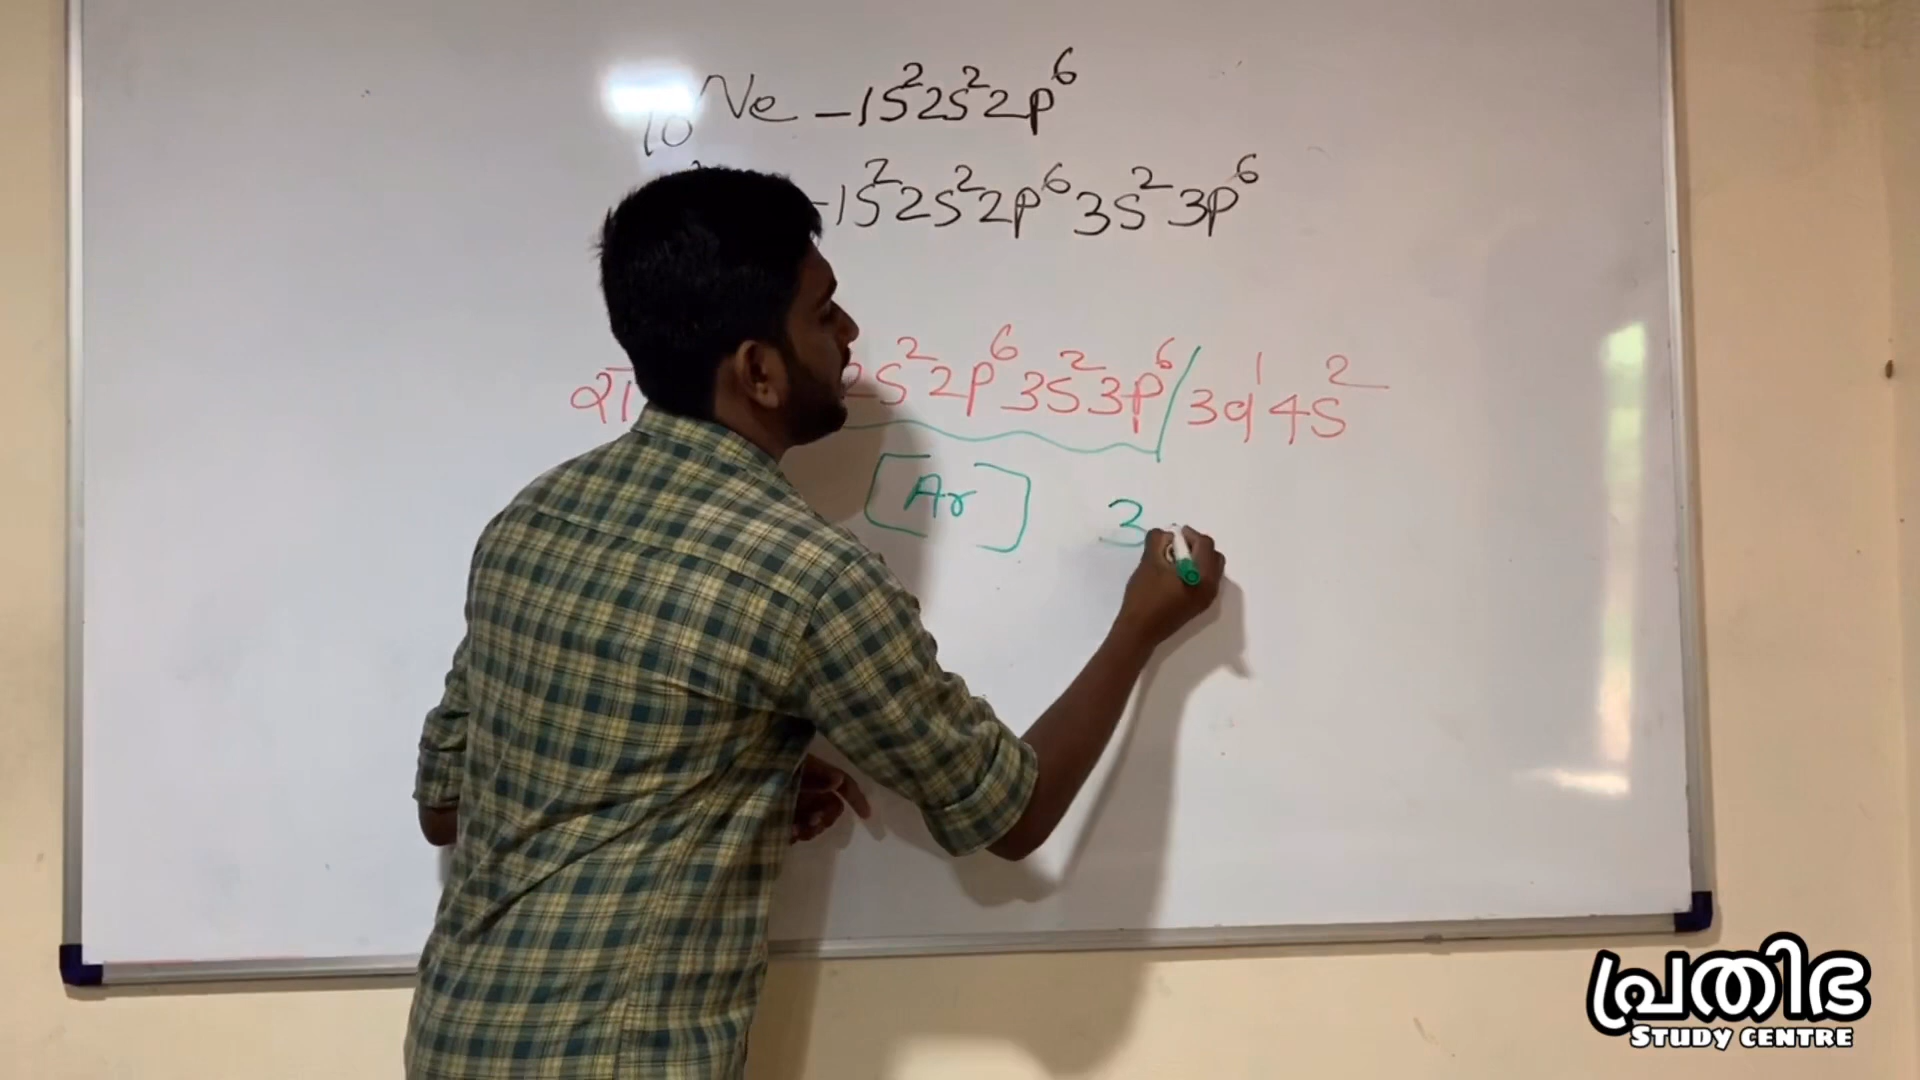 ₁₀Ne - 1s²2s²2p⁶
- 1s²2s²2p⁶3s²3p⁶
2s²2p⁶3s²3p⁶/3d¹4s²
[Ar] 3
പ്രതിഭ
STUDY CENTRE